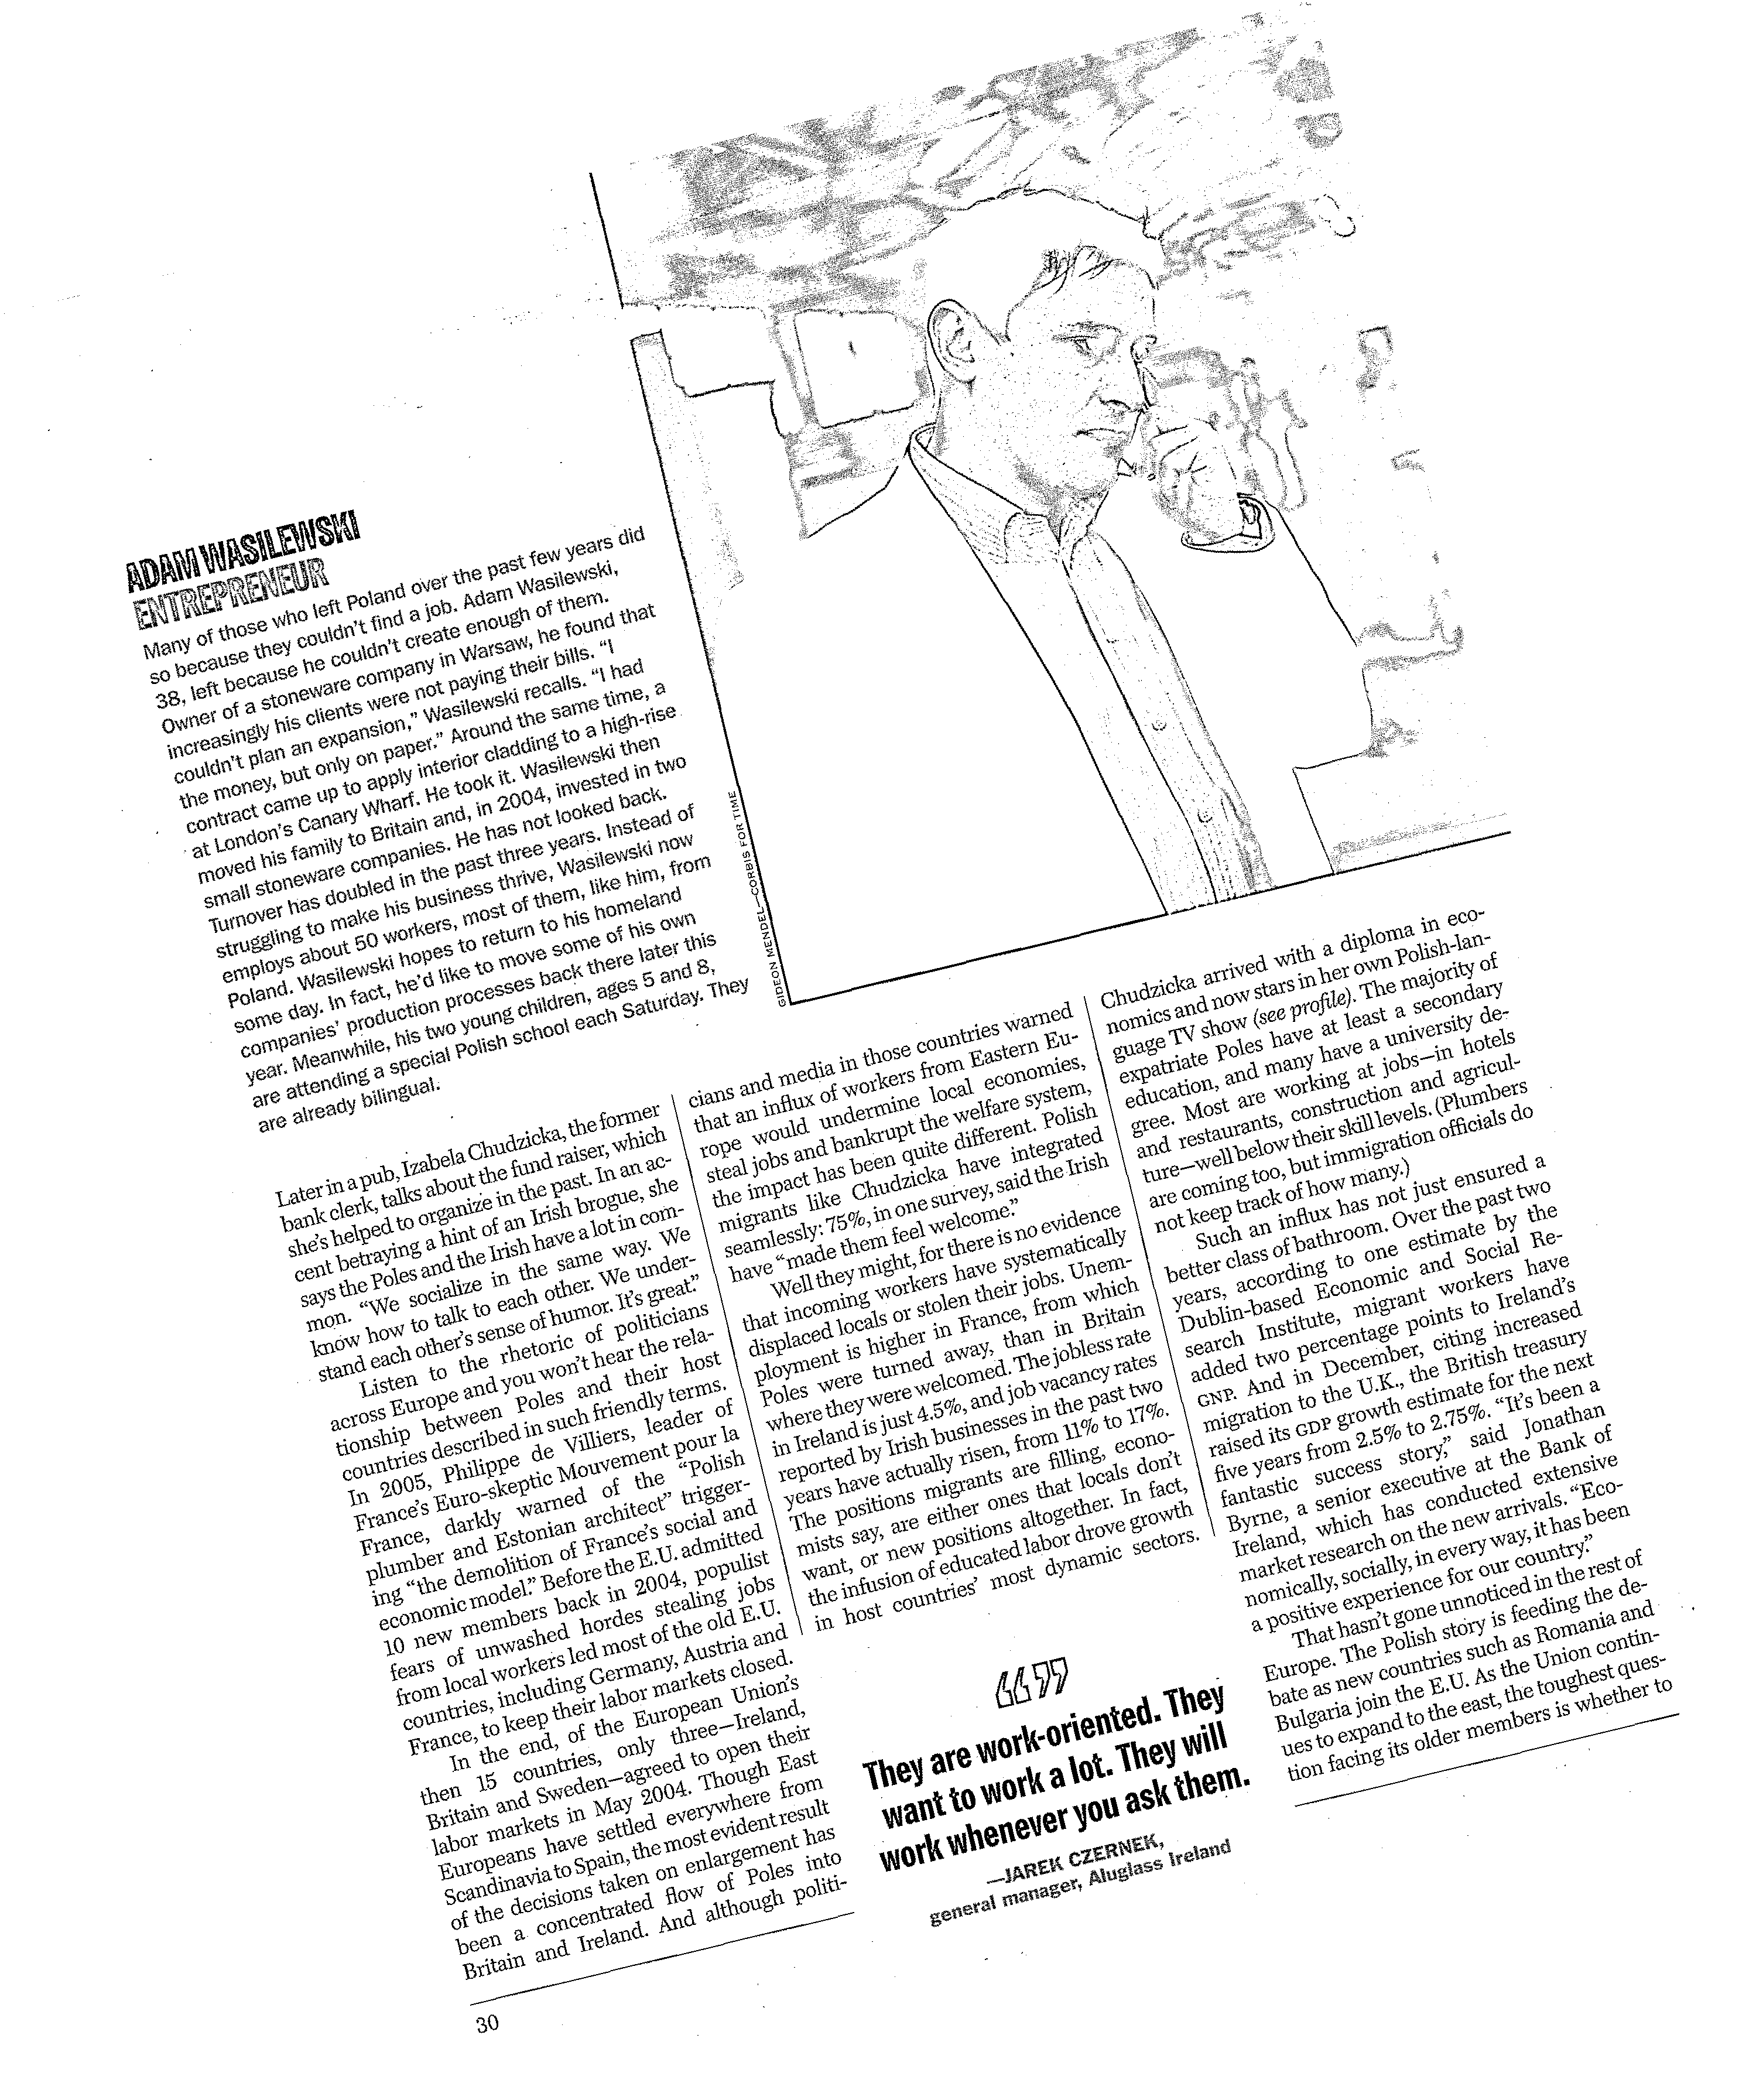 ADAM WASILEWSKI
ENTREPRENEUR
Many of those who left Poland over the past few years did
so because they couldn't find a job. Adam Wasilewski,
38, left because he couldn't create enough of them.
Owner of a stoneware company in Warsaw, he found that
increasingly his clients were not paying their bills. “I
couldn't plan an expansion,” Wasilewski recalls. “I had
the money, but only on paper.” Around the same time, a
contract came up to apply interior cladding to a high-rise
at London's Canary Wharf. He took it. Wasilewski then
moved his family to Britain and, in 2004, invested in two
small stoneware companies. He has not looked back.
Turnover has doubled in the past three years. Instead of
struggling to make his business thrive, Wasilewski now
employs about 50 workers, most of them, like him, from
Poland. Wasilewski hopes to return to his homeland
some day. In fact, he'd like to move some of his own
companies' production processes back there later this
year. Meanwhile, his two young children, ages 5 and 8,
are attending a special Polish school each Saturday. They
are already bilingual.
GIDEON MENDEL—CORBIS FOR TIME
Later in a pub, Izabela Chudzicka, the former
bank clerk, talks about the fund raiser, which
she's helped to organize in the past. In an ac-
cent betraying a hint of an Irish brogue, she
says the Poles and the Irish have a lot in com-
mon. “We socialize in the same way. We
know how to talk to each other. We under-
stand each other's sense of humor. It's great.”
Listen to the rhetoric of politicians
across Europe and you won't hear the rela-
tionship between Poles and their host
countries described in such friendly terms.
In 2005, Philippe de Villiers, leader of
France's Euro-skeptic Mouvement pour la
France, darkly warned of the “Polish
plumber and Estonian architect” trigger-
ing “the demolition of France's social and
economic model.” Before the E.U. admitted
10 new members back in 2004, populist
fears of unwashed hordes stealing jobs
from local workers led most of the old E.U.
countries, including Germany, Austria and
France, to keep their labor markets closed.
In the end, of the European Union's
then 15 countries, only three—Ireland,
Britain and Sweden—agreed to open their
labor markets in May 2004. Though East
Europeans have settled everywhere from
Scandinavia to Spain, the most evident result
of the decisions taken on enlargement has
been a concentrated flow of Poles into
Britain and Ireland. And although politi-
cians and media in those countries warned
that an influx of workers from Eastern Eu-
rope would undermine local economies,
steal jobs and bankrupt the welfare system,
the impact has been quite different. Polish
migrants like Chudzicka have integrated
seamlessly: 75%, in one survey, said the Irish
have “made them feel welcome.”
Well they might, for there is no evidence
that incoming workers have systematically
displaced locals or stolen their jobs. Unem-
ployment is higher in France, from which
Poles were turned away, than in Britain
where they were welcomed. The jobless rate
in Ireland is just 4.5%, and job vacancy rates
reported by Irish businesses in the past two
years have actually risen, from 11% to 17%.
The positions migrants are filling, econo-
mists say, are either ones that locals don't
want, or new positions altogether. In fact,
the infusion of educated labor drove growth
in host countries' most dynamic sectors.
Chudzicka arrived with a diploma in eco-
nomics and now stars in her own Polish-lan-
guage TV show (see profile). The majority of
expatriate Poles have at least a secondary
education, and many have a university de-
gree. Most are working at jobs—in hotels
and restaurants, construction and agricul-
ture—well below their skill levels. (Plumbers
are coming too, but immigration officials do
not keep track of how many.)
Such an influx has not just ensured a
better class of bathroom. Over the past two
years, according to one estimate by the
Dublin-based Economic and Social Re-
search Institute, migrant workers have
added two percentage points to Ireland's
GNP. And in December, citing increased
migration to the U.K., the British treasury
raised its GDP growth estimate for the next
five years from 2.5% to 2.75%. “It's been a
fantastic success story,” said Jonathan
Byrne, a senior executive at the Bank of
Ireland, which has conducted extensive
market research on the new arrivals. “Eco-
nomically, socially, in every way, it has been
a positive experience for our country.”
That hasn't gone unnoticed in the rest of
Europe. The Polish story is feeding the de-
bate as new countries such as Romania and
Bulgaria join the E.U. As the Union contin-
ues to expand to the east, the toughest ques-
tion facing its older members is whether to
“”
They are work-oriented. They
want to work a lot. They will
work whenever you ask them.
—JAREK CZERNEK,
general manager, Aluglass Ireland
30